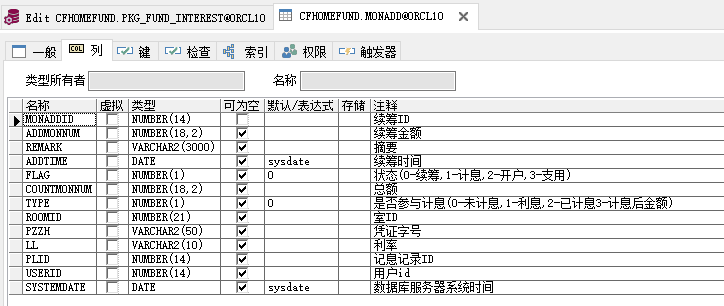 Edit CFHOMEFUND.PKG_FUND_INTEREST@ORCL10 CFHOMEFUND.MONADD@ORCL10
一般 COL 列 键 检查 索引 权限 触发器
类型所有者 名称
名称 虚拟 类型 可为空 默认/表达式 存储 注释
MONADDID NUMBER(14) 续筹ID
ADDMONNUM NUMBER(18,2) 续筹金额
REMARK VARCHAR2(3000) 摘要
ADDTIME DATE sysdate 续筹时间
FLAG NUMBER(1) 0 状态(0-续筹,1-计息,2-开户,3-支用)
COUNTMONNUM NUMBER(18,2) 总额
TYPE NUMBER(1) 0 是否参与计息(0-未计息,1-利息,2-已计息3-计息后金额)
ROOMID NUMBER(21) 室ID
PZZH VARCHAR2(50) 凭证字号
LL VARCHAR2(10) 利率
PLID NUMBER(14) 记息记录ID
USERID NUMBER(14) 用户id
SYSTEMDATE DATE sysdate 数据库服务器系统时间